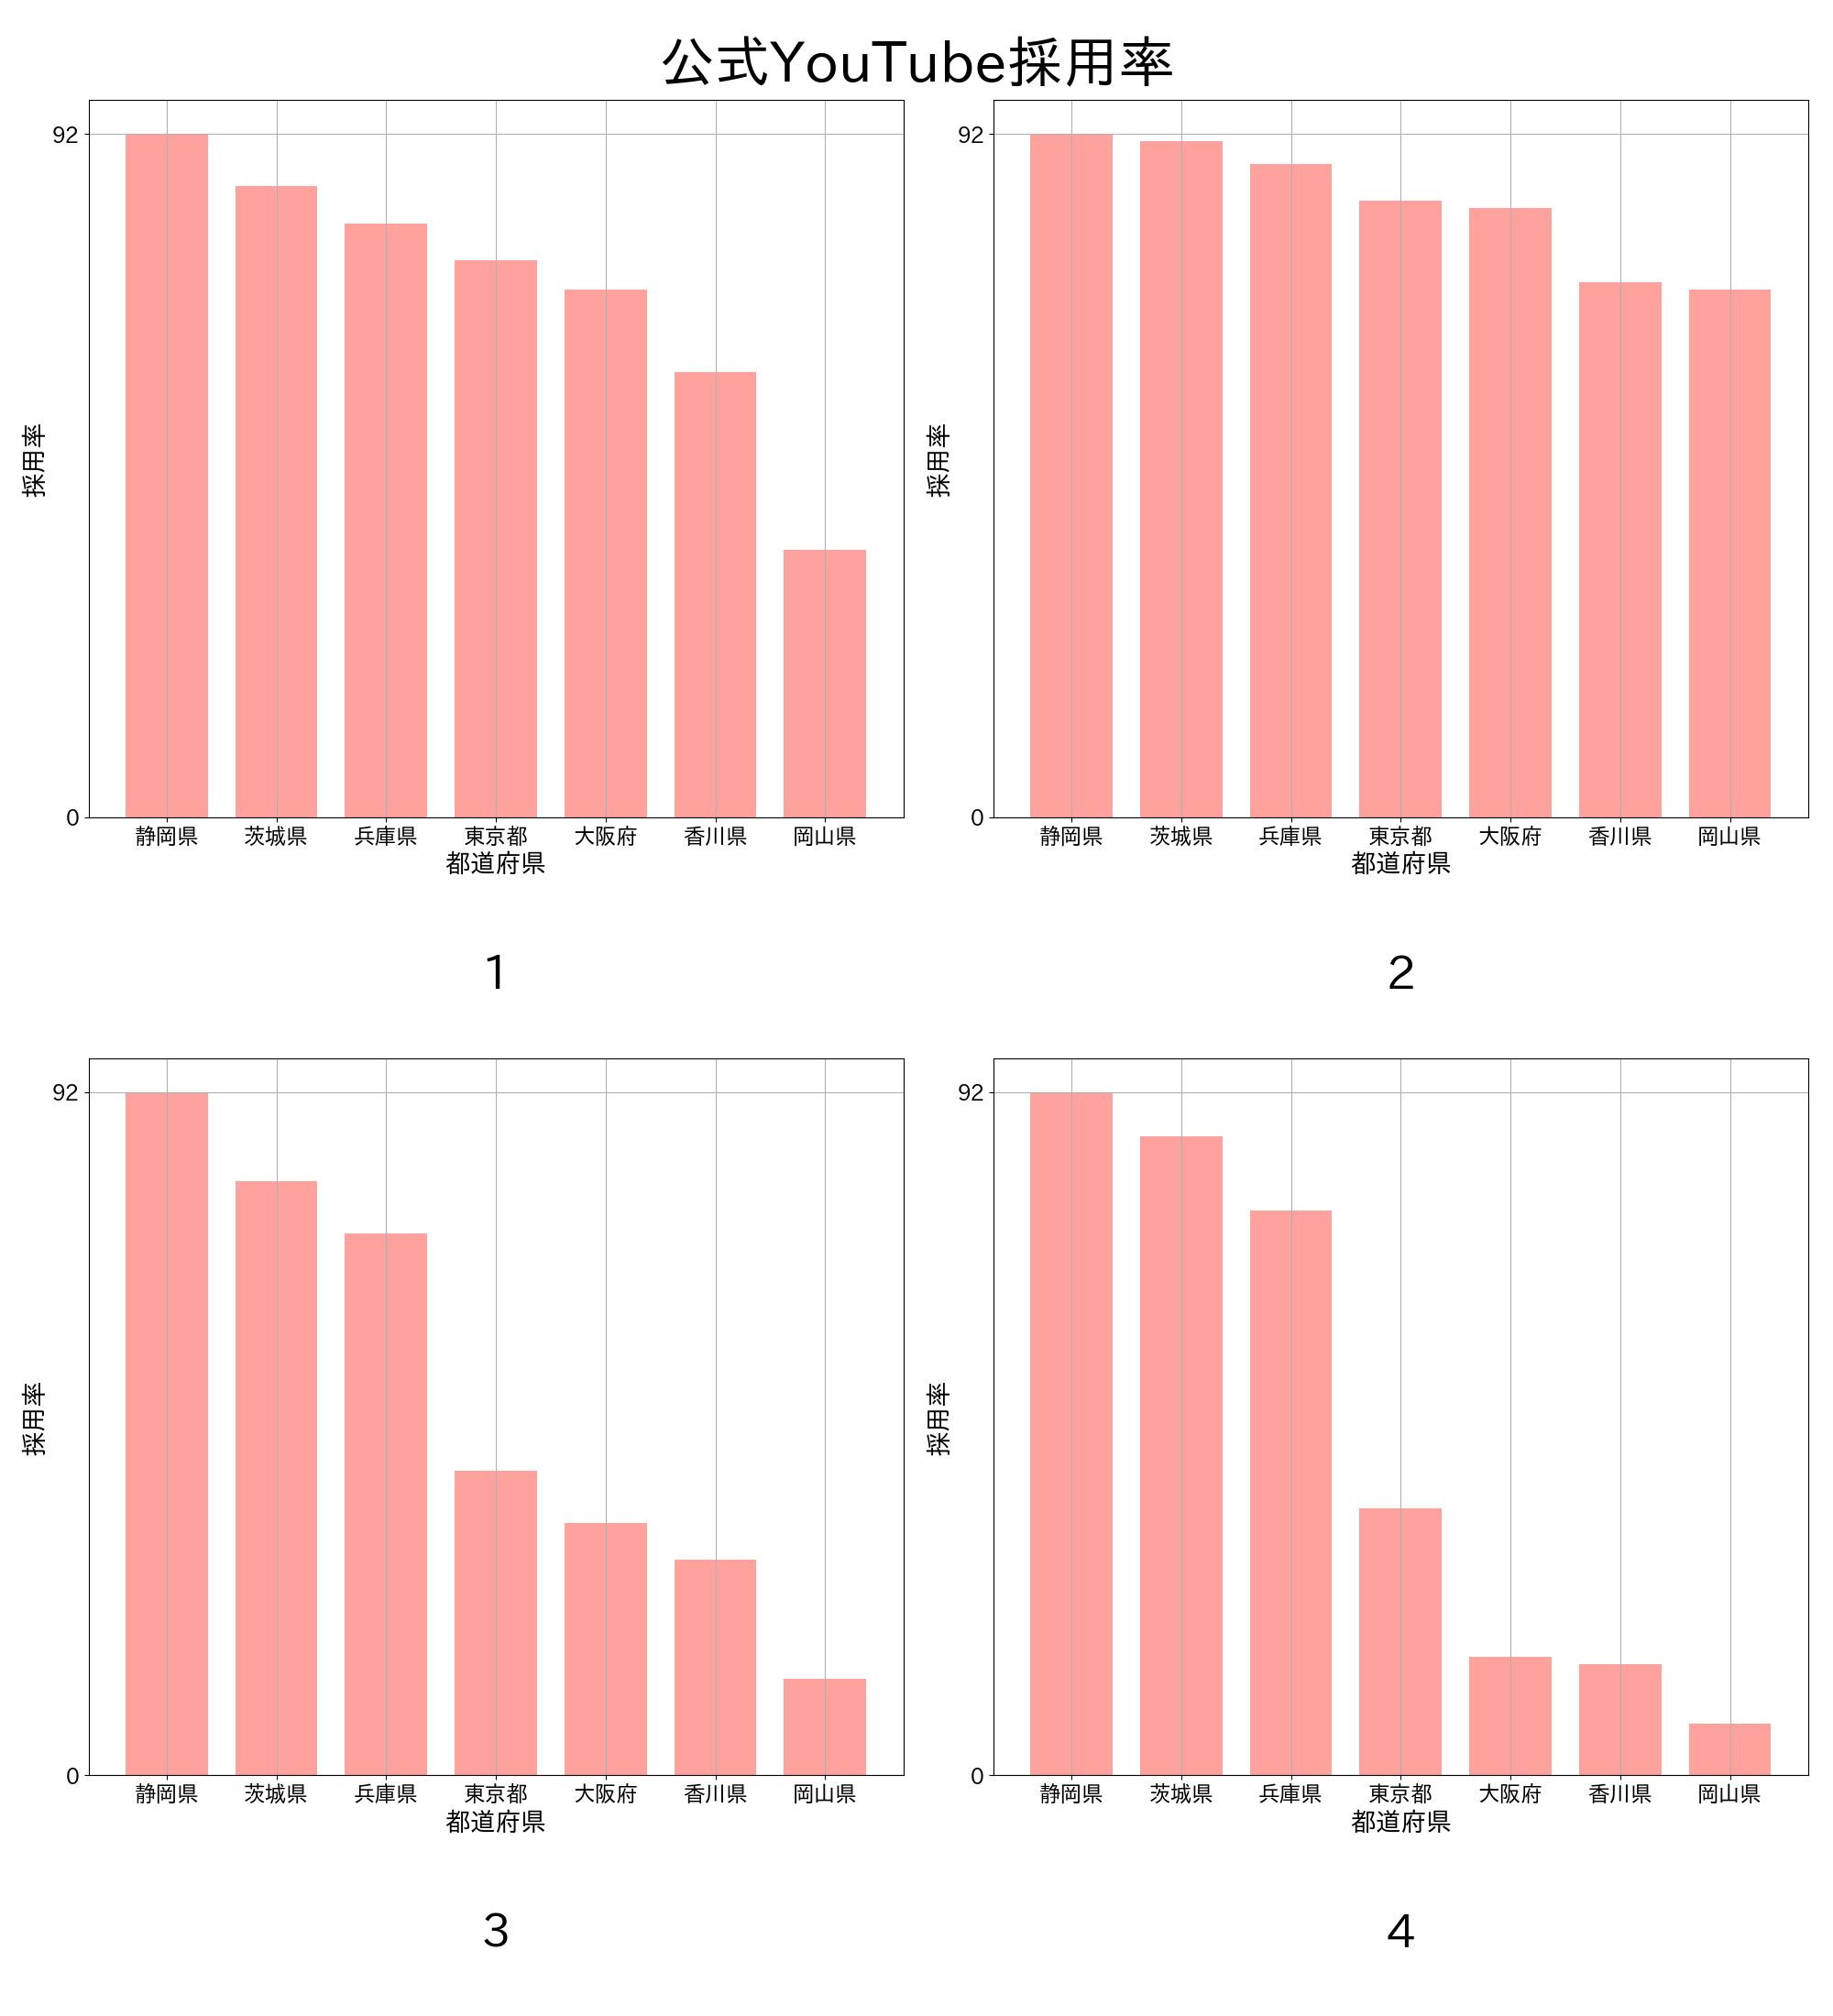 公式YouTube採用率
92
0
採用率
静岡県 茨城県 兵庫県 東京都 大阪府 香川県 岡山県
都道府県
1
92
0
採用率
静岡県 茨城県 兵庫県 東京都 大阪府 香川県 岡山県
都道府県
2
92
0
採用率
静岡県 茨城県 兵庫県 東京都 大阪府 香川県 岡山県
都道府県
3
92
0
採用率
静岡県 茨城県 兵庫県 東京都 大阪府 香川県 岡山県
都道府県
4